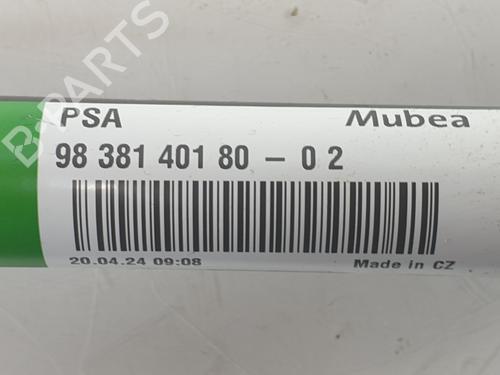 B-PARTS
PSA Mubea
98 381 401 80 - 0 2
20.04.24 09:08 Made in CZ